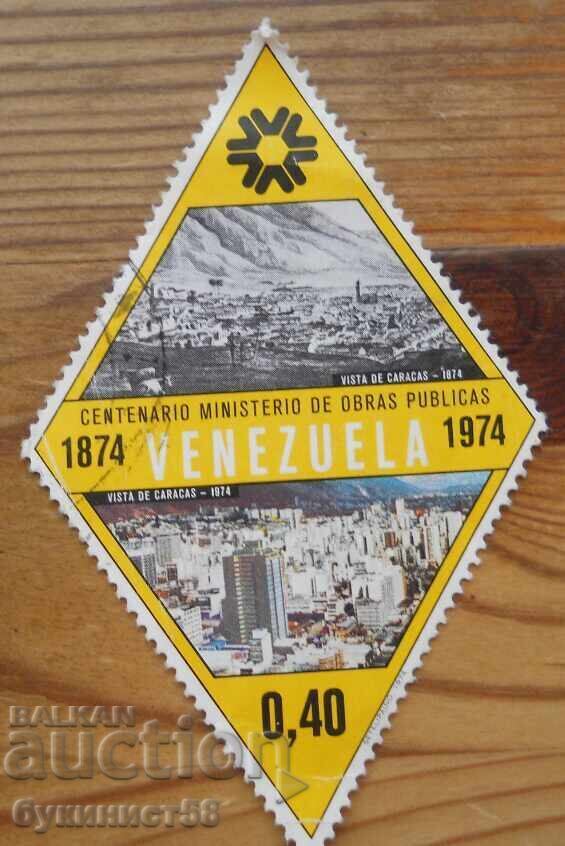 VISTA DE CARACAS - 1874
CENTENARIO MINISTERIO DE OBRAS PUBLICAS
1874 VENEZUELA 1974
VISTA DE CARACAS - 1974
0,40
BALKAN
auction
букинист58